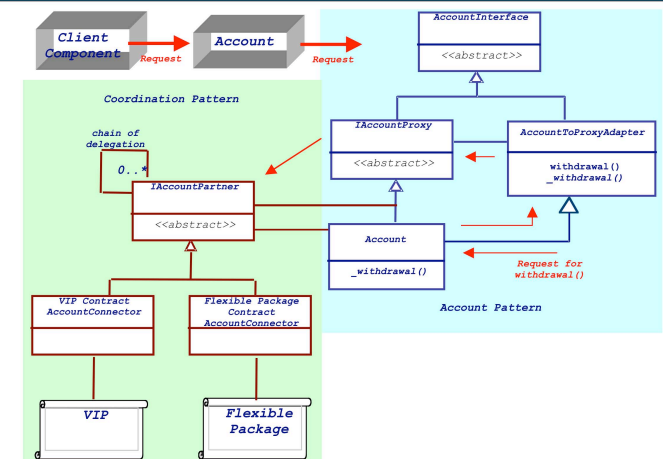 Client
Component
Request
Account
Request
AccountInterface
<<abstract>>
Coordination Pattern
chain of
delegation
0..*
IAccountPartner
<<abstract>>
IAccountProxy
<<abstract>>
AccountToProxyAdapter
withdrawal()
_withdrawal()
Account
_withdrawal()
Request for
withdrawal()
Account Pattern
VIP Contract
AccountConnector
Flexible Package
Contract
AccountConnector
VIP
Flexible
Package